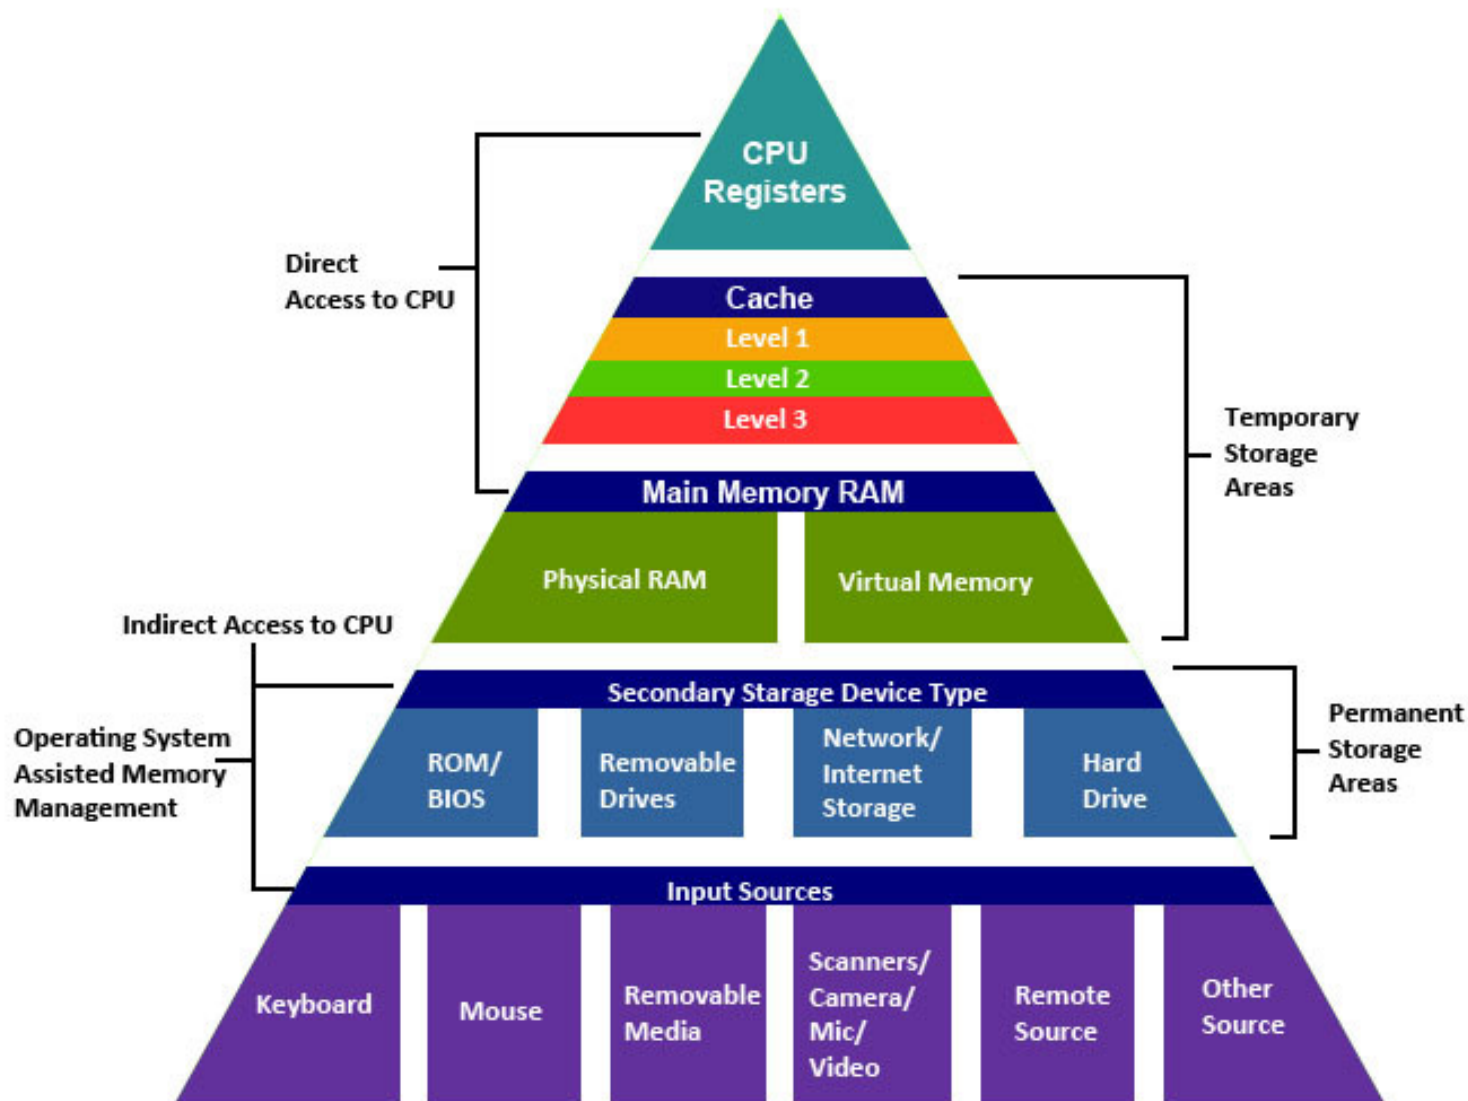 CPU
Registers
Direct
Access to CPU
Cache
Level 1
Level 2
Level 3
Temporary
Storage
Areas
Main Memory RAM
Physical RAM
Virtual Memory
Indirect Access to CPU
Secondary Starage Device Type
Operating System
Assisted Memory
Management
ROM/
BIOS
Removable
Drives
Network/
Internet
Storage
Hard
Drive
Permanent
Storage
Areas
Input Sources
Keyboard
Mouse
Removable
Media
Scanners/
Camera/
Mic/
Video
Remote
Source
Other
Source